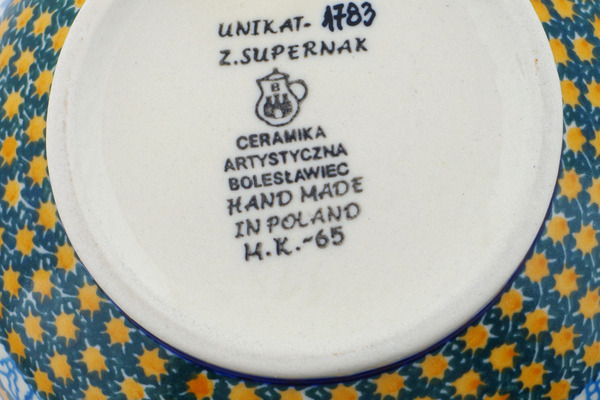 UNIKAT- 1783
Z.SUPERNAK
B
CERAMIKA
ARTYSTYCZNA
BOLESŁAWIEC
HAND MADE
IN POLAND
M.K.-65